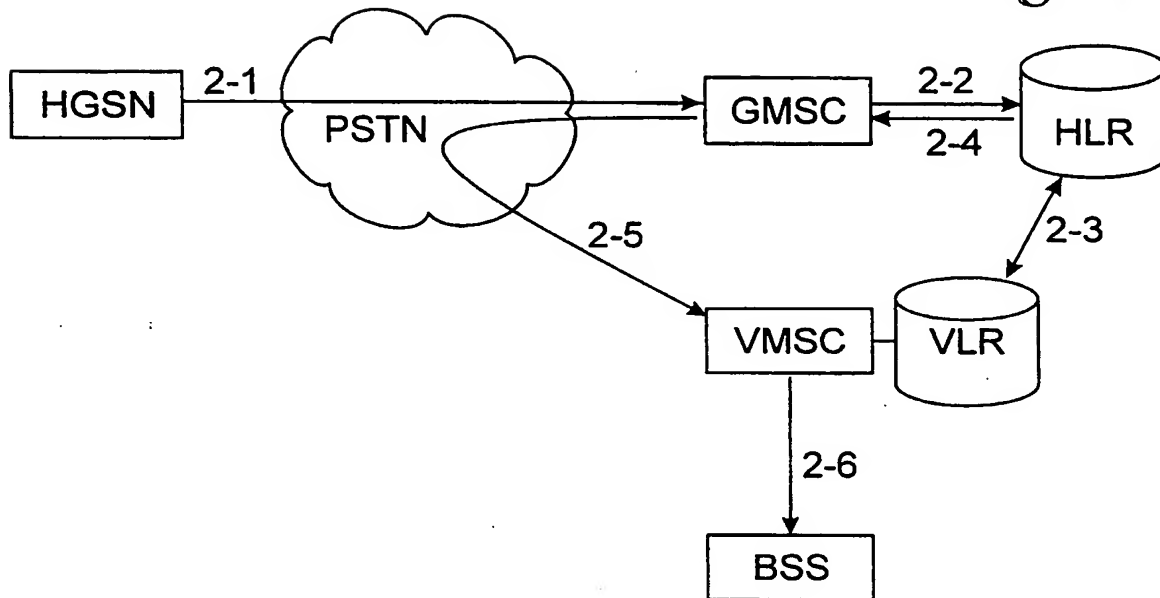 HGSN
2-1
PSTN
GMSC
2-2
2-4
HLR
2-3
2-5
VMSC
VLR
2-6
BSS